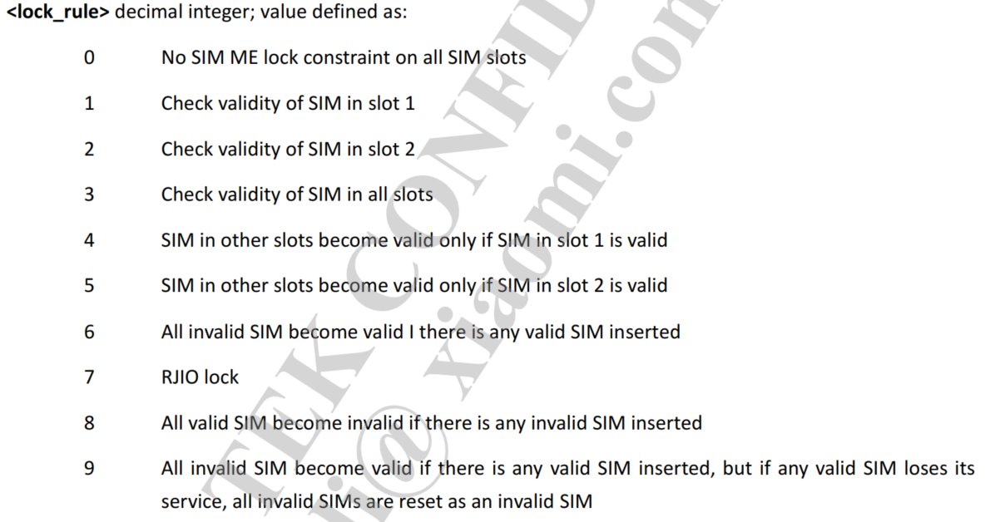 <lock_rule> decimal integer; value defined as:
0 No SIM ME lock constraint on all SIM slots
1 Check validity of SIM in slot 1
2 Check validity of SIM in slot 2
3 Check validity of SIM in all slots
4 SIM in other slots become valid only if SIM in slot 1 is valid
5 SIM in other slots become valid only if SIM in slot 2 is valid
6 All invalid SIM become valid I there is any valid SIM inserted
7 RJIO lock
8 All valid SIM become invalid if there is any invalid SIM inserted
9 All invalid SIM become valid if there is any valid SIM inserted, but if any valid SIM loses its
service, all invalid SIMs are reset as an invalid SIM
TEK CONFID
@ xiaomi.com